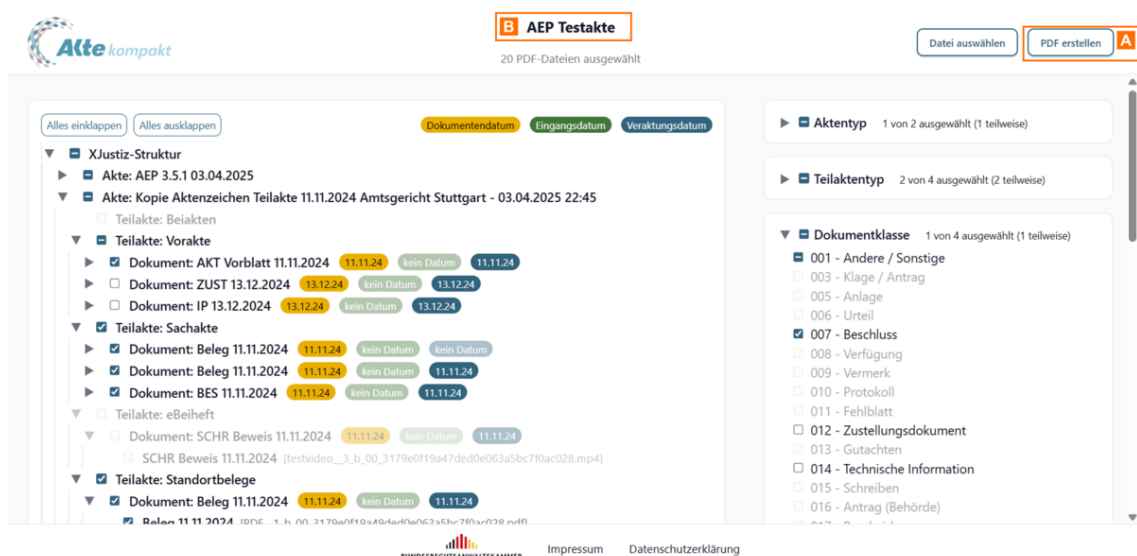 Akte kompakt
B AEP Testakte
20 PDF-Dateien ausgewählt
Datei auswählen
PDF erstellen A
Alles einklappen Alles ausklappen Dokumentendatum Eingangsdatum Veraktungsdatum
XJustiz-Struktur
Akte: AEP 3.5.1 03.04.2025
Akte: Kopie Aktenzeichen Teilakte 11.11.2024 Amtsgericht Stuttgart - 03.04.2025 22:45
Teilakte: Beiakten
Teilakte: Vorakte
Dokument: AKT Vorblatt 11.11.2024 11.11.24 kein Datum 11.11.24
Dokument: ZUST 13.12.2024 13.12.24 kein Datum 13.12.24
Dokument: IP 13.12.2024 13.12.24 kein Datum 13.12.24
Teilakte: Sachakte
Dokument: Beleg 11.11.2024 11.11.24 kein Datum kein Datum
Dokument: Beleg 11.11.2024 11.11.24 kein Datum 11.11.24
Dokument: BES 11.11.2024 11.11.24 kein Datum 11.11.24
Teilakte: eBeiheft
Dokument: SCHR Beweis 11.11.2024 11.11.24 kein Datum 11.11.24
SCHR Beweis 11.11.2024 [testvideo__3_b_00_3179e0f19a47ded0e063a5bc7f0ac028.mp4]
Teilakte: Standortbelege
Dokument: Beleg 11.11.2024 11.11.24 kein Datum 11.11.24
Beleg 11.11.2024 [PDF__1_b_00_3179e0f19a49ded0e063a5bc7f0ac028.pdf]
Aktentyp 1 von 2 ausgewählt (1 teilweise)
Teilaktentyp 2 von 4 ausgewählt (2 teilweise)
Dokumentklasse 1 von 4 ausgewählt (1 teilweise)
001 - Andere / Sonstige
003 - Klage / Antrag
005 - Anlage
006 - Urteil
007 - Beschluss
008 - Verfügung
009 - Vermerk
010 - Protokoll
011 - Fehlblatt
012 - Zustellungsdokument
013 - Gutachten
014 - Technische Information
015 - Schreiben
016 - Antrag (Behörde)
BUNDESRECHTSANWALTSKAMMER Impressum Datenschutzerklärung